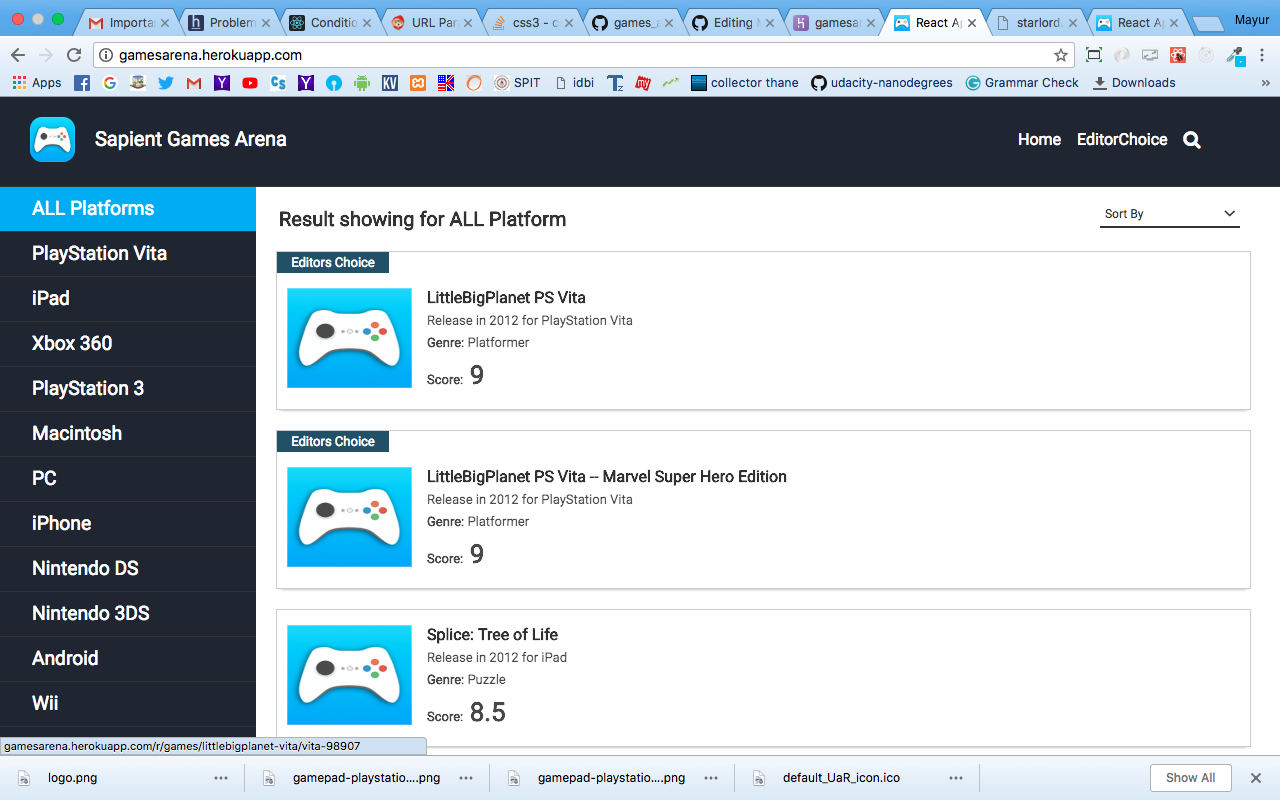 Importa
Problem
Conditio
URL Par
css3 - c
games_a
Editing M
gamesar
React Ap
starlord.
React Ap
Mayur
gamesarena.herokuapp.com
Apps
SPIT
idbi
collector thane
udacity-nanodegrees
Grammar Check
Downloads
»
Sapient Games Arena
Home
EditorChoice
ALL Platforms
PlayStation Vita
iPad
Xbox 360
PlayStation 3
Macintosh
PC
iPhone
Nintendo DS
Nintendo 3DS
Android
Wii
Result showing for ALL Platform
Sort By
Editors Choice
LittleBigPlanet PS Vita
Release in 2012 for PlayStation Vita
Genre: Platformer
Score: 9
Editors Choice
LittleBigPlanet PS Vita -- Marvel Super Hero Edition
Release in 2012 for PlayStation Vita
Genre: Platformer
Score: 9
Splice: Tree of Life
Release in 2012 for iPad
Genre: Puzzle
Score: 8.5
gamesarena.herokuapp.com/r/games/littlebigplanet-vita/vita-98907
logo.png
gamepad-playstatio....png
gamepad-playstatio....png
default_UaR_icon.ico
Show All